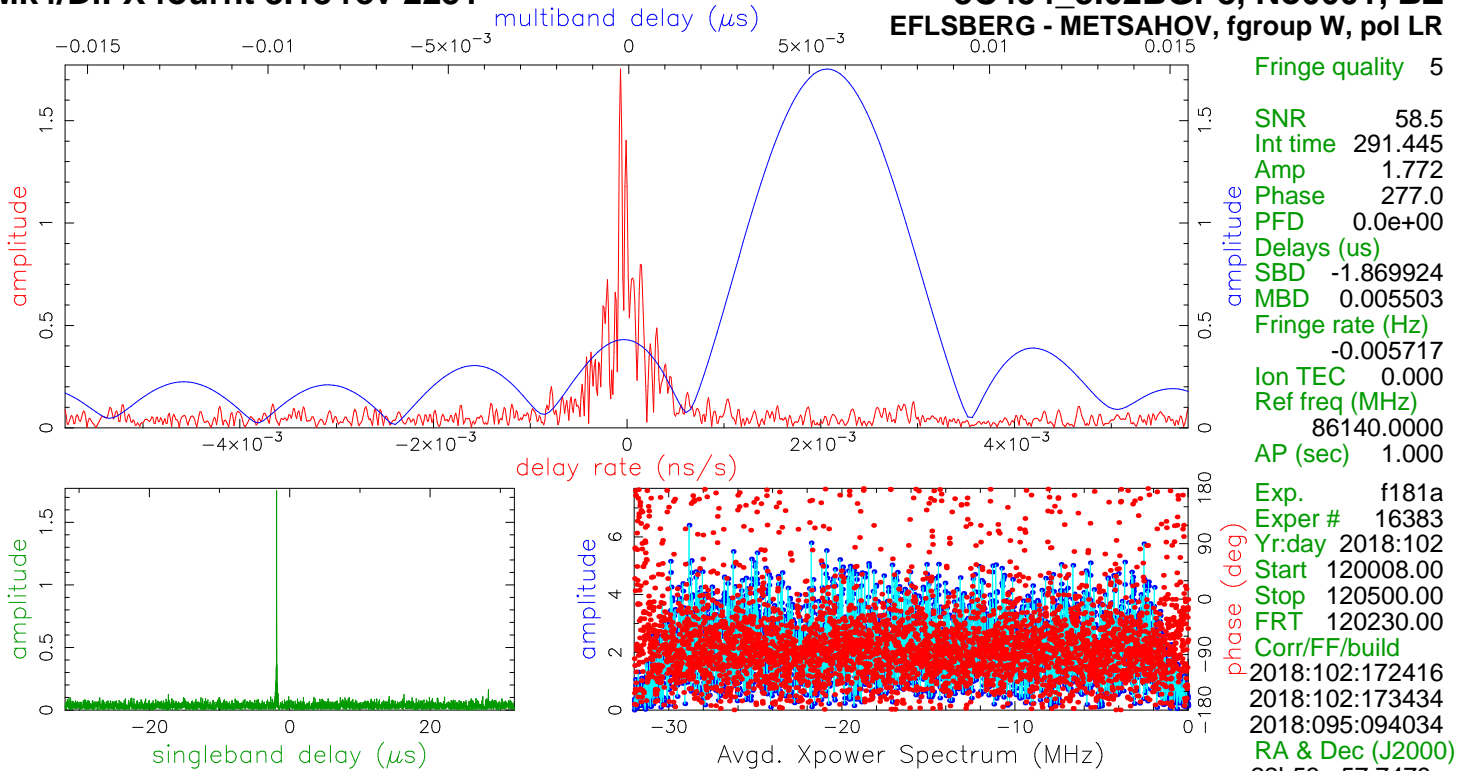 multiband delay (μs)
EFLSBERG - METSAHOV, fgroup W, pol LR
−0.015 −0.01 −5×10⁻³ 0 5×10⁻³ 0.01 0.015
amplitude
0 0.5 1 1.5
amplitude
0 0.5 1 1.5
−4×10⁻³ −2×10⁻³ 0 2×10⁻³ 4×10⁻³
delay rate (ns/s)
Fringe quality 5
SNR 58.5
Int time 291.445
Amp 1.772
Phase 277.0
PFD 0.0e+00
Delays (us)
SBD -1.869924
MBD 0.005503
Fringe rate (Hz)
-0.005717
Ion TEC 0.000
Ref freq (MHz)
86140.0000
AP (sec) 1.000
Exp. f181a
Exper # 16383
Yr:day 2018:102
Start 120008.00
Stop 120500.00
FRT 120230.00
Corr/FF/build
2018:102:172416
2018:102:173434
2018:095:094034
RA & Dec (J2000)
amplitude
0 0.5 1 1.5
−20 0 20
singleband delay (μs)
amplitude
0 2 4 6
−30 −20 −10 0
Avgd. Xpower Spectrum (MHz)
phase (deg)
−180 −90 0 90 180